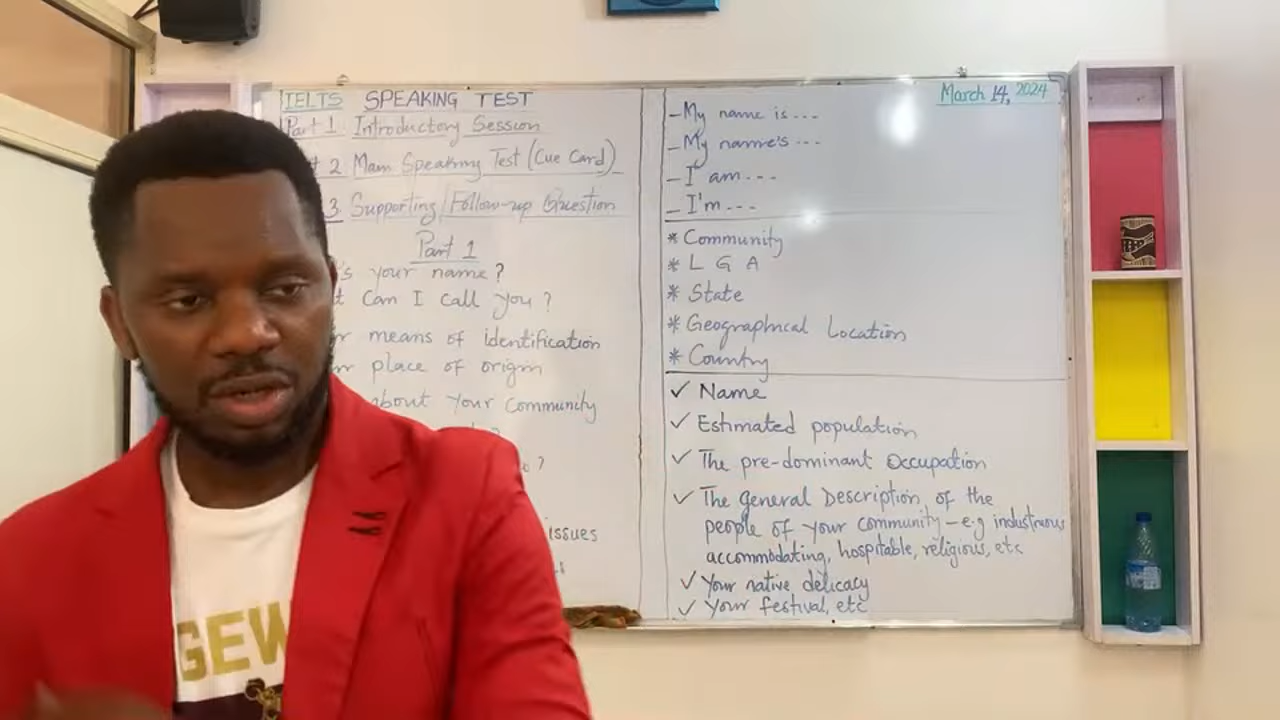 IELTS SPEAKING TEST
Part 1 Introductory Session
2 Main Speaking Test (Cue Card)
3 Supporting/Follow-up Question
Part 1
's your name?
Can I call you?
means of identification
place of origin
about your community
?
issues
March 14, 2024
- My name is ---
- My name's ---
- I am ---
- I'm ---
* Community
* L G A
* State
* Geographical Location
* Country
✓ Name
✓ Estimated population
✓ The pre-dominant Occupation
✓ The general Description of the
people of your community - e.g industrious
accommodating, hospitable, religious, etc
✓ Your native delicacy
✓ Your festival, etc
GEW